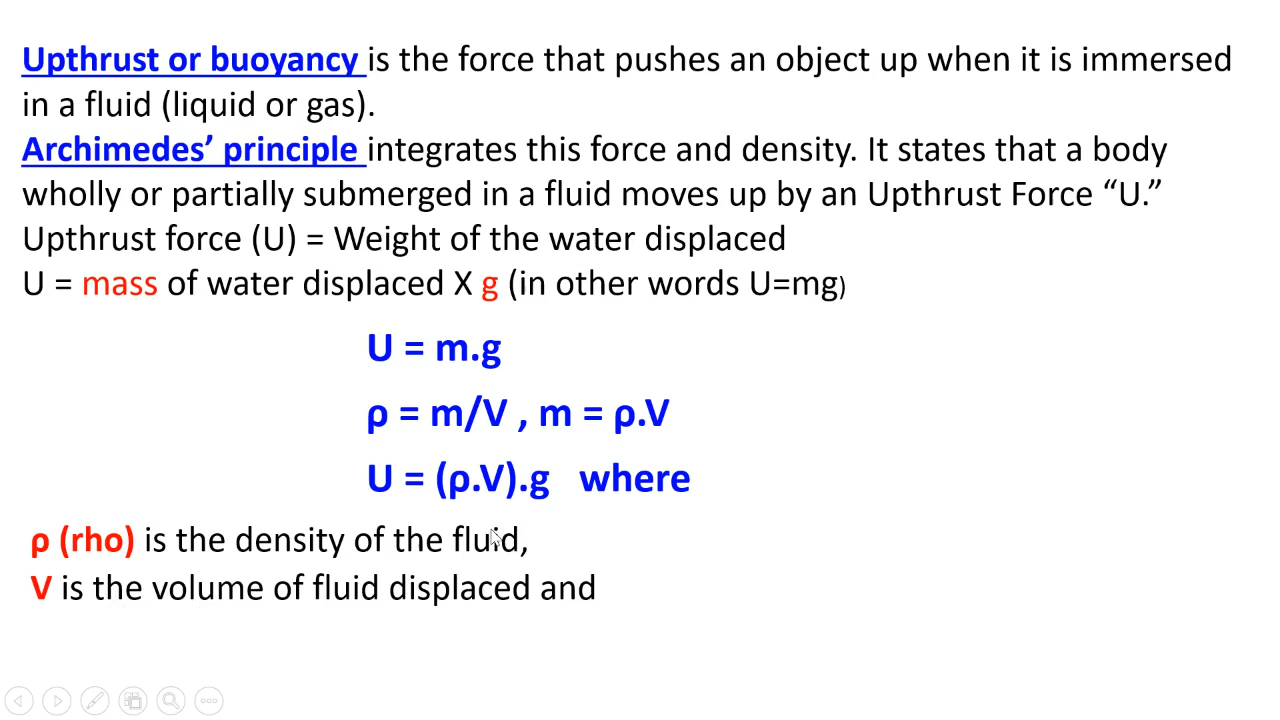 Upthrust or buoyancy is the force that pushes an object up when it is immersed
in a fluid (liquid or gas).
Archimedes’ principle integrates this force and density. It states that a body
wholly or partially submerged in a fluid moves up by an Upthrust Force “U.”
Upthrust force (U) = Weight of the water displaced
U = mass of water displaced X g (in other words U=mg)
U = m.g
ρ = m/V , m = ρ.V
U = (ρ.V).g where
ρ (rho) is the density of the fluid,
V is the volume of fluid displaced and